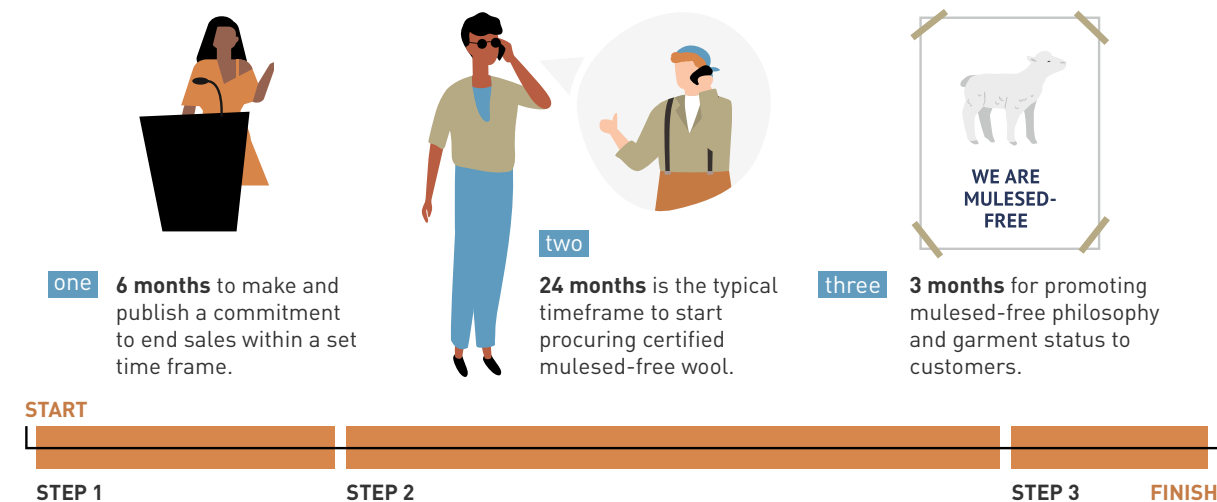 WE ARE
MULESED-
FREE
one
6 months to make and
publish a commitment
to end sales within a set
time frame.
two
24 months is the typical
timeframe to start
procuring certified
mulesed-free wool.
three
3 months for promoting
mulesed-free philosophy
and garment status to
customers.
START
STEP 1
STEP 2
STEP 3
FINISH